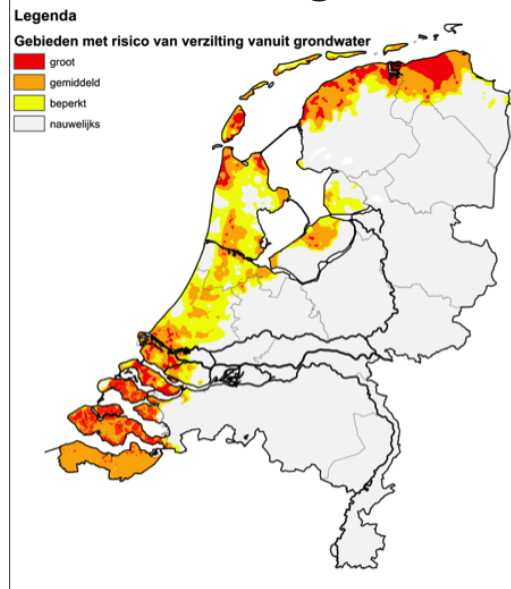 Legenda
Gebieden met risico van verzilting vanuit grondwater
groot
gemiddeld
beperkt
nauwelijks